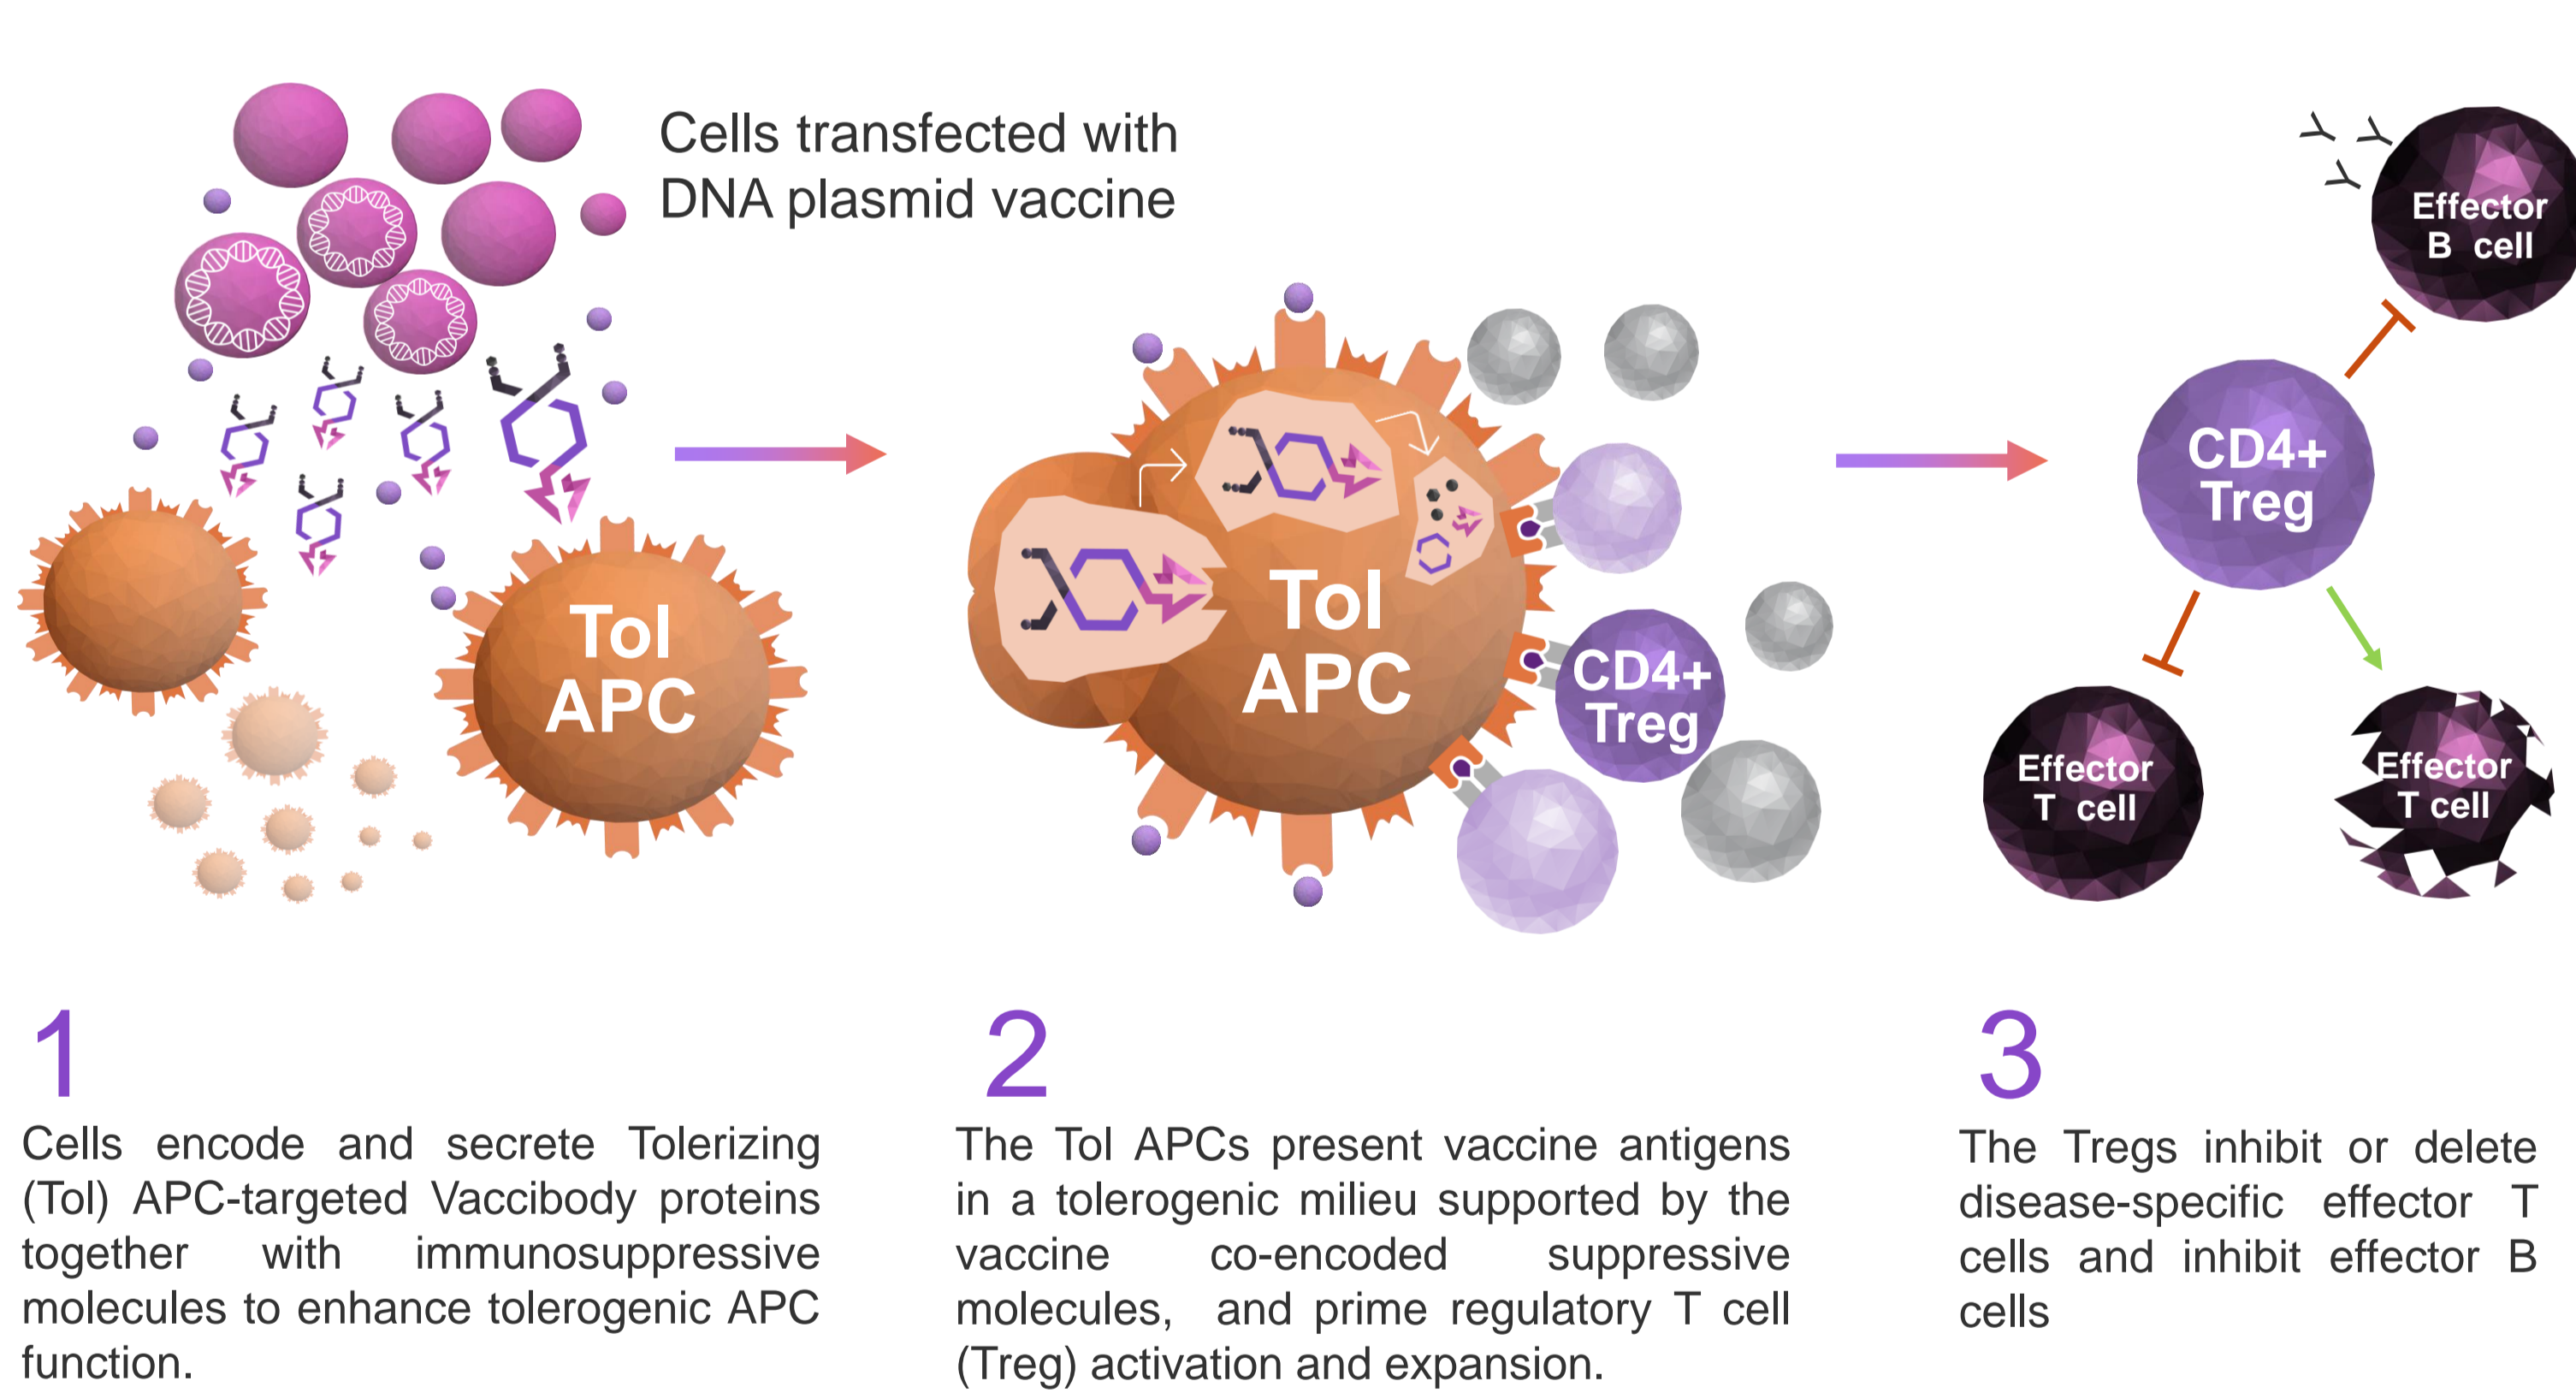 Cells transfected with
DNA plasmid vaccine
Tol
APC
Tol
APC
CD4+
Treg
Effector
B cell
CD4+
Treg
Effector
T cell
Effector
T cell
1
Cells encode and secrete Tolerizing
(Tol) APC-targeted Vaccibody proteins
together with immunosuppressive
molecules to enhance tolerogenic APC
function.
2
The Tol APCs present vaccine antigens
in a tolerogenic milieu supported by the
vaccine co-encoded suppressive
molecules, and prime regulatory T cell
(Treg) activation and expansion.
3
The Tregs inhibit or delete
disease-specific effector T
cells and inhibit effector B
cells